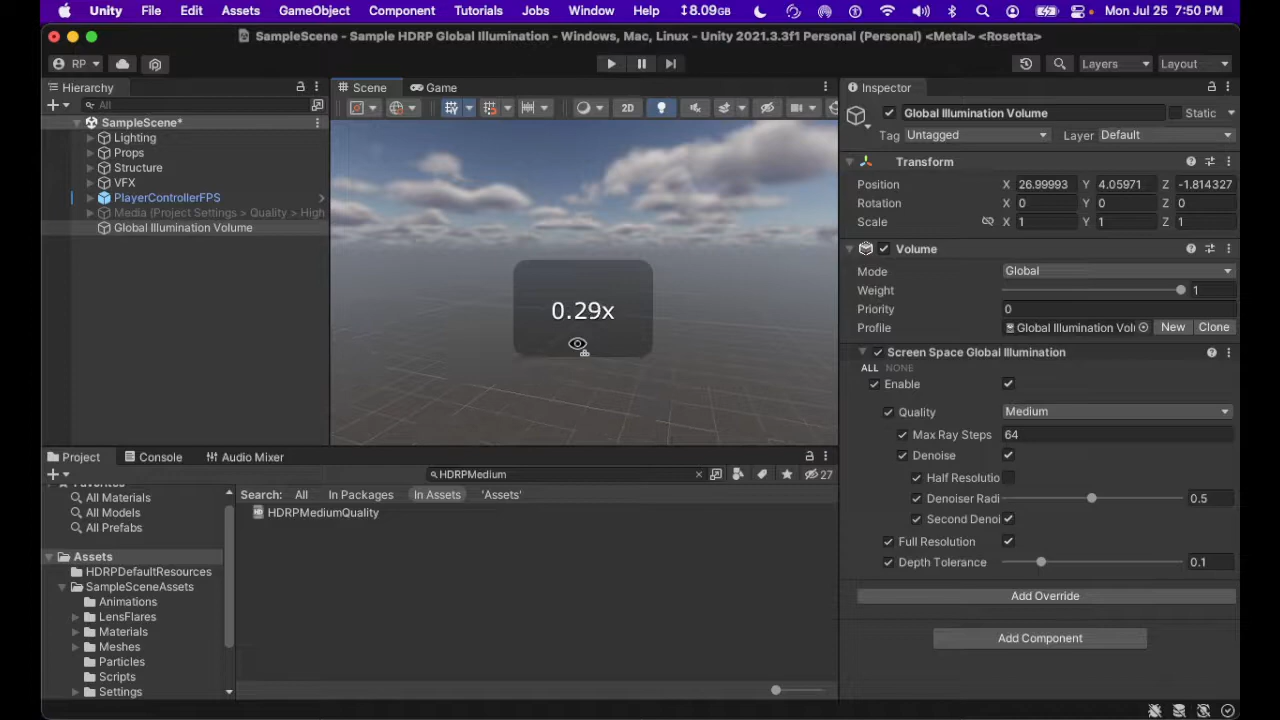 Unity File Edit Assets GameObject Component Tutorials Jobs Window Help 8.09GB Mon Jul 25 7:50 PM
SampleScene - Sample HDRP Global Illumination - Windows, Mac, Linux - Unity 2021.3.3f1 Personal (Personal) <Metal> <Rosetta>
RP Layers Layout
Hierarchy
All
SampleScene*
Lighting
Props
Structure
VFX
PlayerControllerFPS
Media (Project Settings > Quality > High
Global Illumination Volume
Scene Game
2D
0.29x
Inspector
Global Illumination Volume Static
Tag Untagged Layer Default
Transform
Position X 26.99993 Y 4.05971 Z -1.814327
Rotation X 0 Y 0 Z 0
Scale X 1 Y 1 Z 1
Volume
Mode Global
Weight 1
Priority 0
Profile Global Illumination Volu New Clone
Screen Space Global Illumination
ALL NONE
Enable
Quality Medium
Max Ray Steps 64
Denoise
Half Resolutio
Denoiser Radi 0.5
Second Denoi
Full Resolution
Depth Tolerance 0.1
Add Override
Add Component
Project Console Audio Mixer
HDRPMedium 27
Favorites
All Materials
All Models
All Prefabs
Assets
HDRPDefaultResources
SampleSceneAssets
Animations
LensFlares
Materials
Meshes
Particles
Scripts
Settings
Search: All In Packages In Assets 'Assets'
HDRPMediumQuality